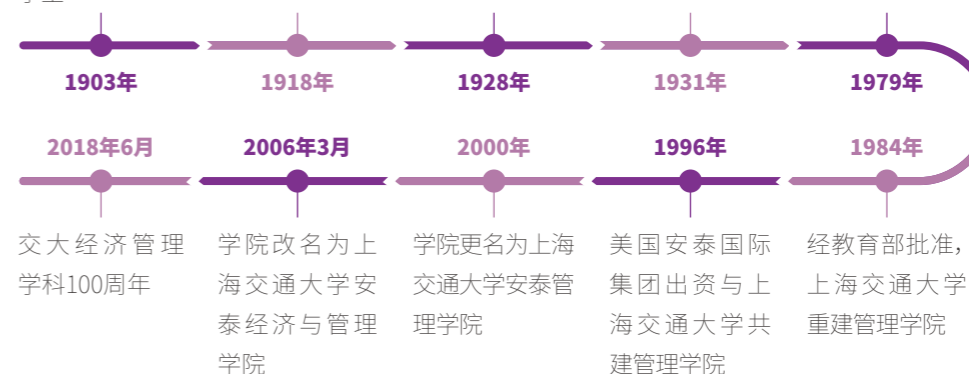 1903年
1918年
1928年
1931年
1979年
2018年6月
2006年3月
2000年
1996年
1984年
交大经济管理
学科100周年
学院改名为上
海交通大学安
泰经济与管理
学院
学院更名为上海
交通大学安泰管
理学院
美国安泰国际
集团出资与上
海交通大学共
建管理学院
经教育部批准，
上海交通大学
重建管理学院